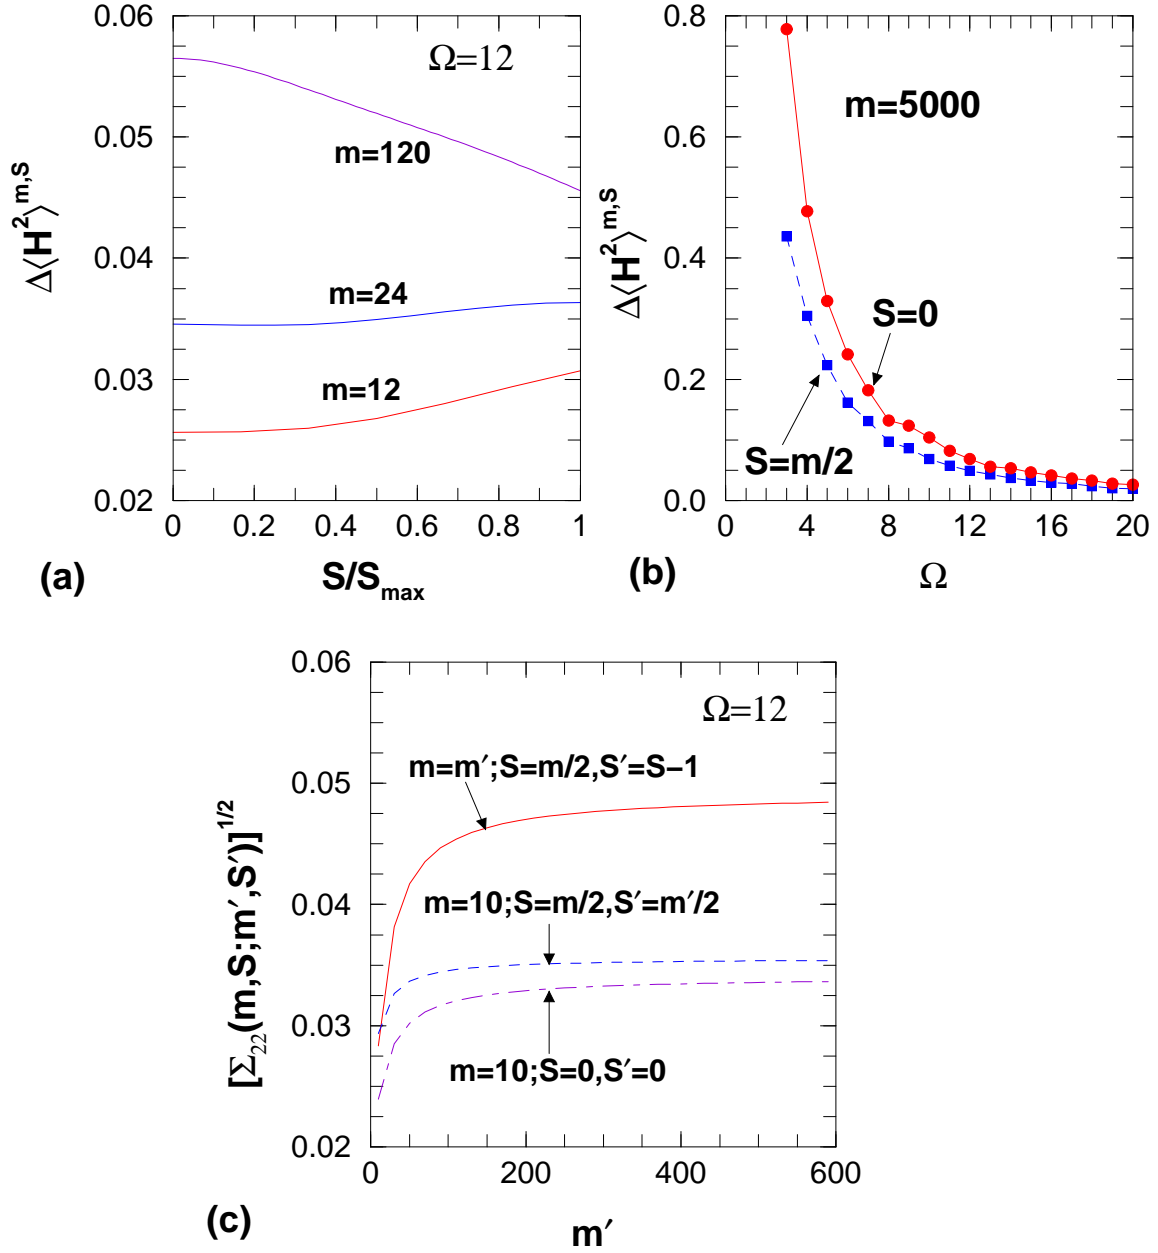 0.06
0.05
0.04
0.03
0.02
Δ⟨H²⟩ m,S
Ω=12
m=120
m=24
m=12
0 0.2 0.4 0.6 0.8 1
(a)
S/Smax
0.8
0.6
0.4
0.2
0.0
Δ⟨H²⟩ m,S
m=5000
S=0
S=m/2
0 4 8 12 16 20
(b)
Ω
0.06
0.05
0.04
0.03
0.02
[Σ22(m,S;m′,S′)]1/2
Ω=12
m=m′;S=m/2,S′=S−1
m=10;S=m/2,S′=m′/2
m=10;S=0,S′=0
0 200 400 600
(c)
m′